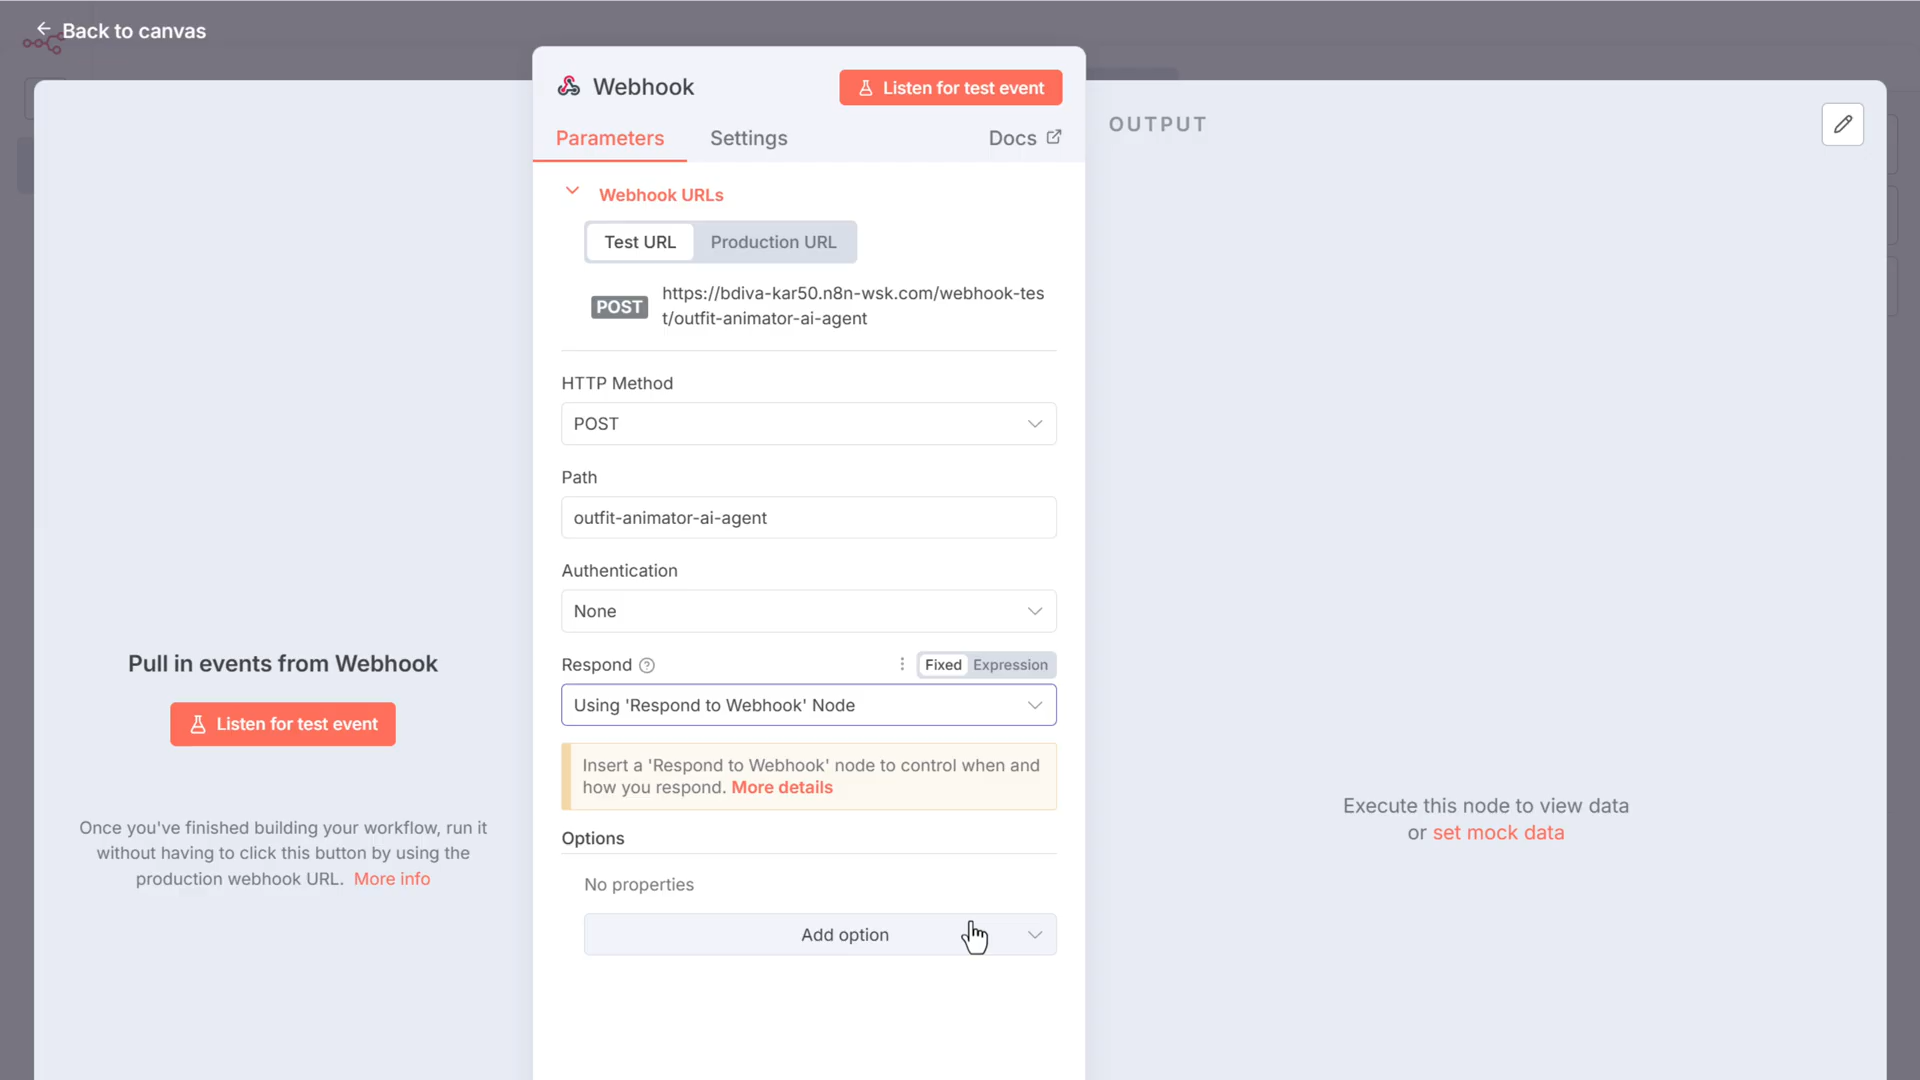 Back to canvas
Webhook
Listen for test event
Parameters
Settings
Docs
Webhook URLs
Test URL
Production URL
POST
https://bdiva-kar50.n8n-wsk.com/webhook-tes
t/outfit-animator-ai-agent
HTTP Method
POST
Path
outfit-animator-ai-agent
Authentication
None
Respond
Fixed
Expression
Using 'Respond to Webhook' Node
Insert a 'Respond to Webhook' node to control when and
how you respond. More details
Options
No properties
Add option
Pull in events from Webhook
Listen for test event
Once you've finished building your workflow, run it
without having to click this button by using the
production webhook URL. More info
OUTPUT
Execute this node to view data
or set mock data